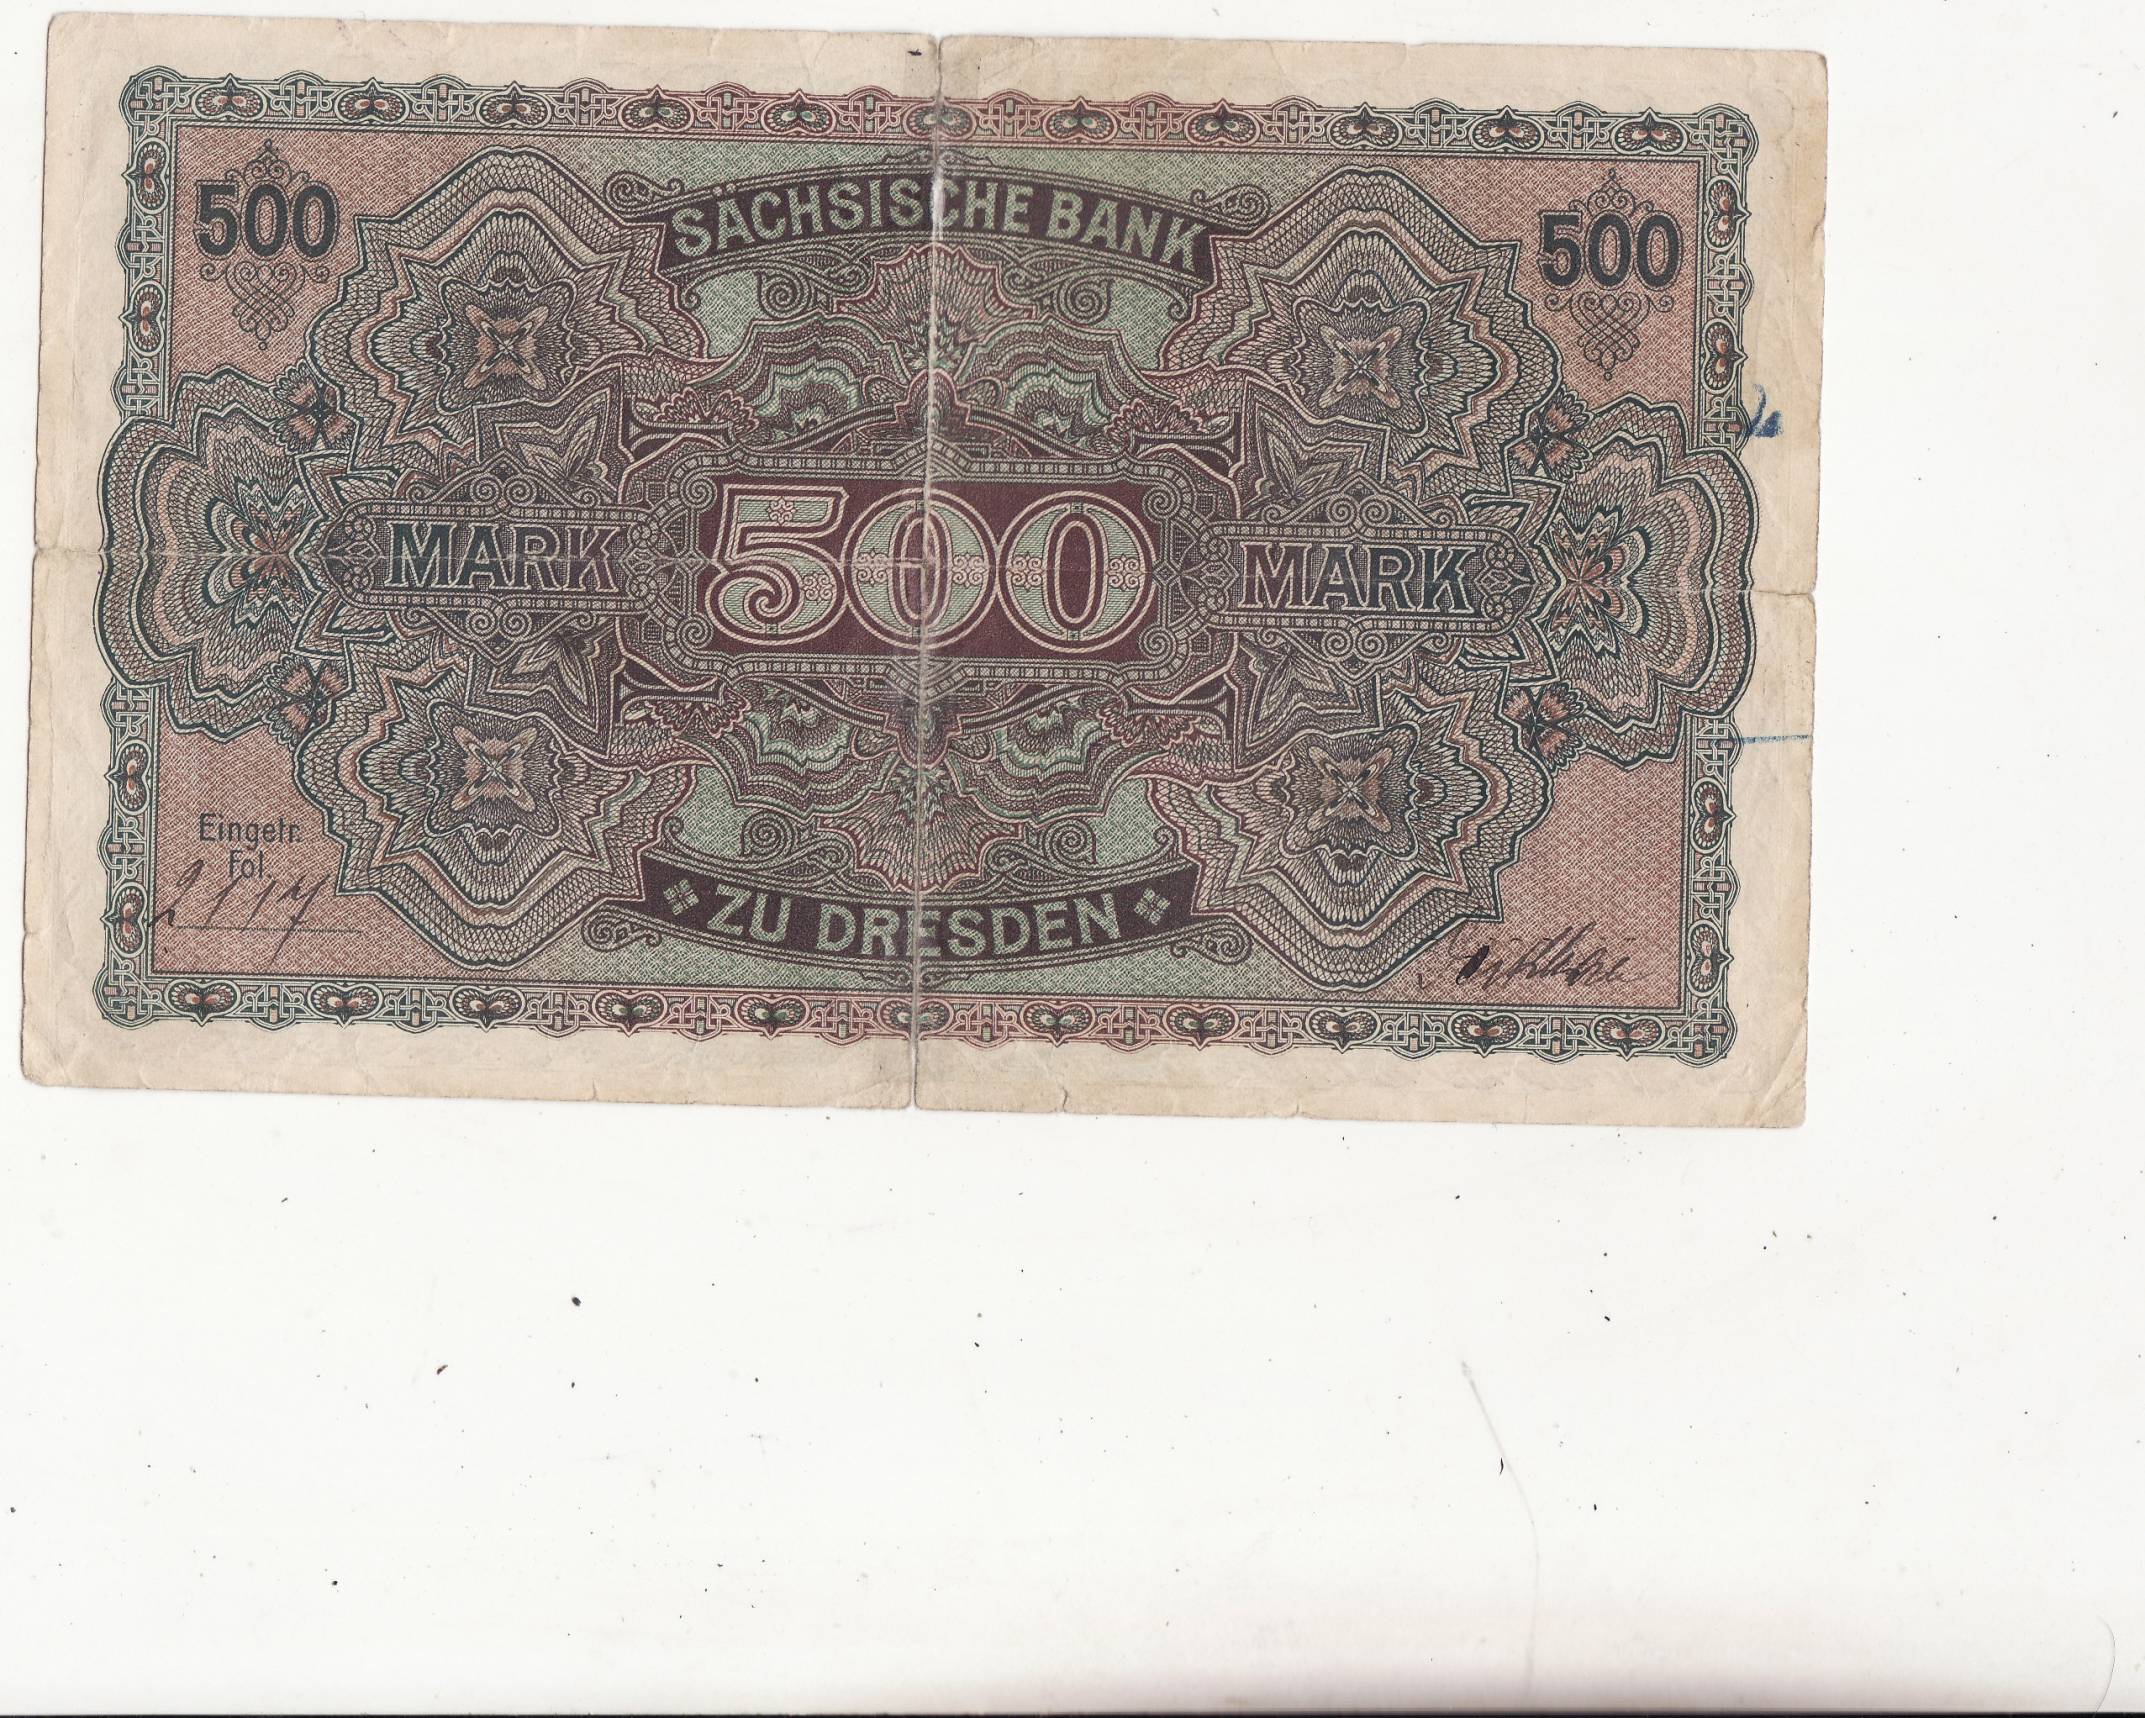 500
SÄCHSISCHE BANK
500
MARK
500
MARK
Eingetr.
Fol.
ZU DRESDEN